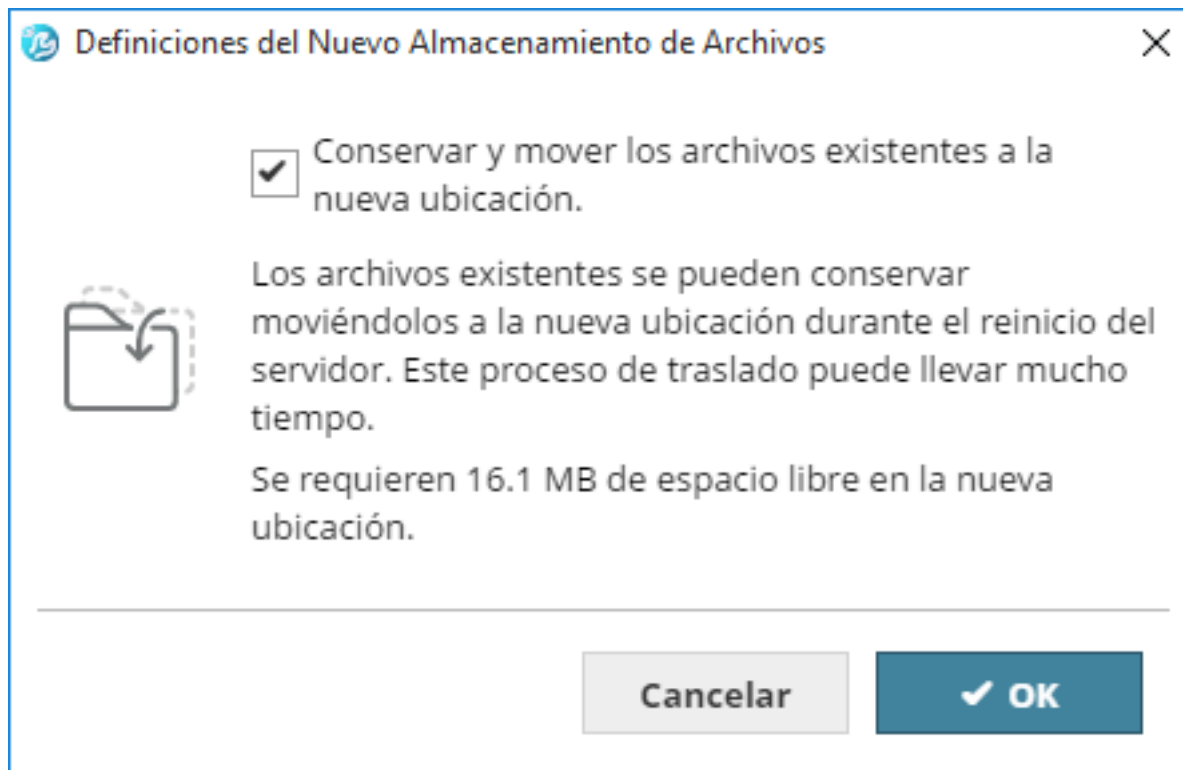 Definiciones del Nuevo Almacenamiento de Archivos
Conservar y mover los archivos existentes a la
nueva ubicación.
Los archivos existentes se pueden conservar
moviéndolos a la nueva ubicación durante el reinicio del
servidor. Este proceso de traslado puede llevar mucho
tiempo.
Se requieren 16.1 MB de espacio libre en la nueva
ubicación.
Cancelar
OK